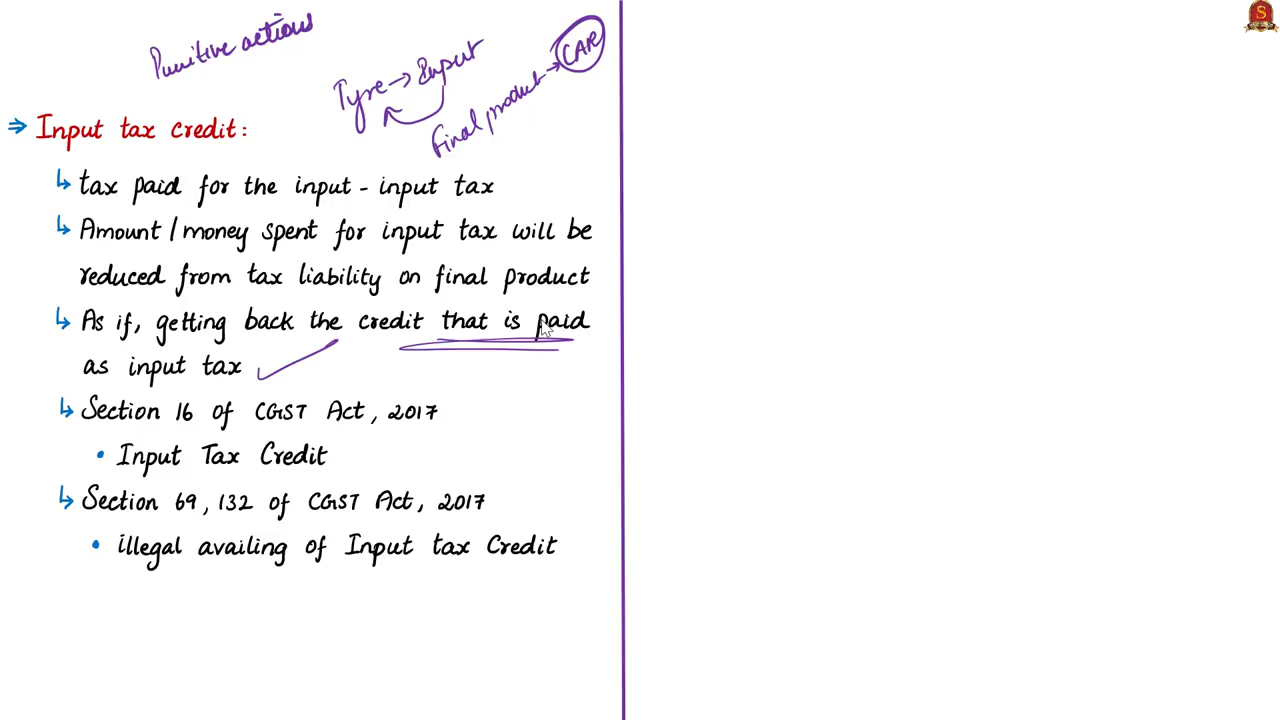 Punitive actions
Tyre → Input
Final product → CAR
⇒ Input tax credit:
↳ tax paid for the input - input tax
↳ Amount / money spent for input tax will be
reduced from tax liability on final product
↳ As if, getting back the credit that is paid
as input tax
↳ Section 16 of CGST Act, 2017
• Input Tax Credit
↳ Section 69, 132 of CGST Act, 2017
• illegal availing of Input tax Credit
S